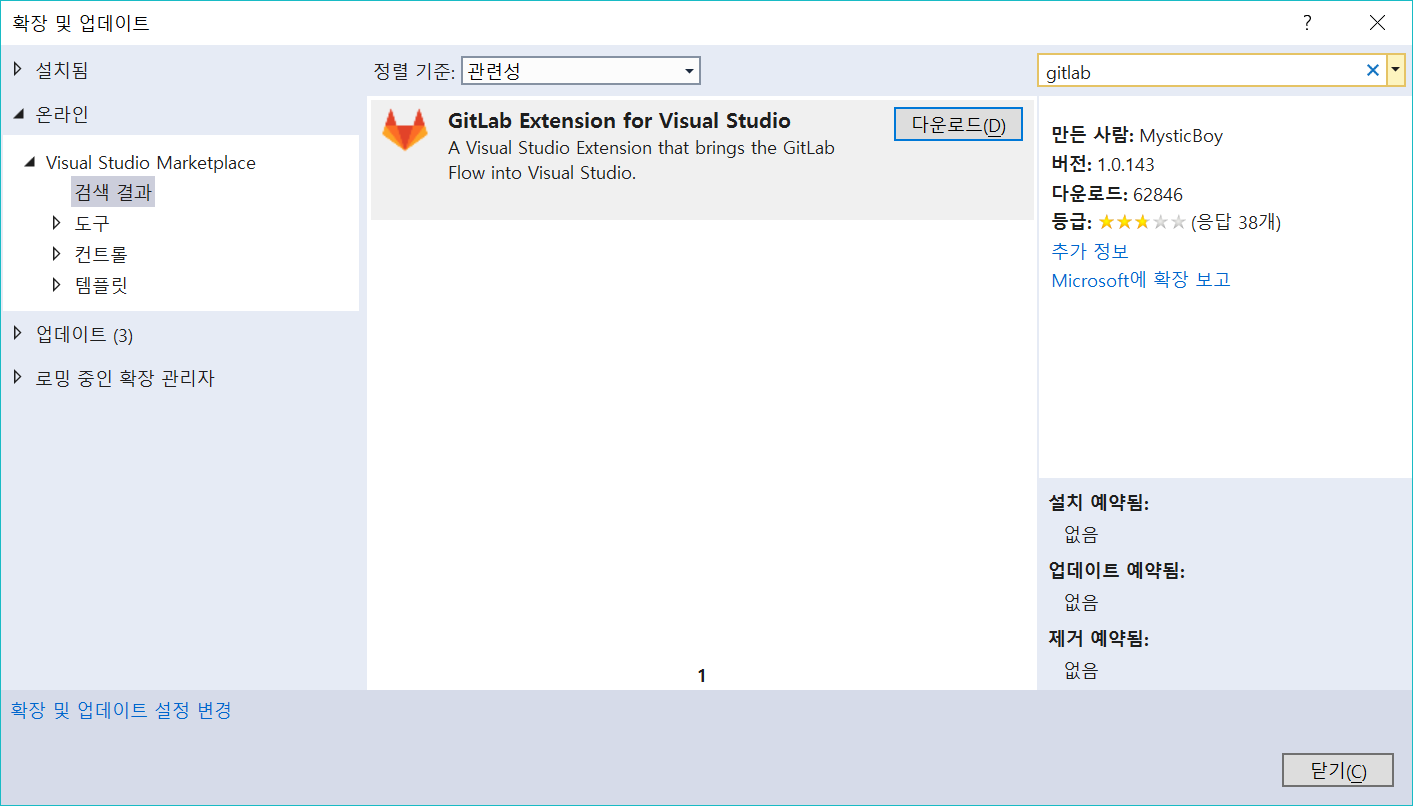 확장 및 업데이트
?
설치됨
온라인
Visual Studio Marketplace
검색 결과
도구
컨트롤
템플릿
업데이트 (3)
로밍 중인 확장 관리자
정렬 기준: 관련성
GitLab Extension for Visual Studio
A Visual Studio Extension that brings the GitLab
Flow into Visual Studio.
다운로드(D)
1
gitlab
만든 사람: MysticBoy
버전: 1.0.143
다운로드: 62846
등급: (응답 38개)
추가 정보
Microsoft에 확장 보고
설치 예약됨:
없음
업데이트 예약됨:
없음
제거 예약됨:
없음
확장 및 업데이트 설정 변경
닫기(C)